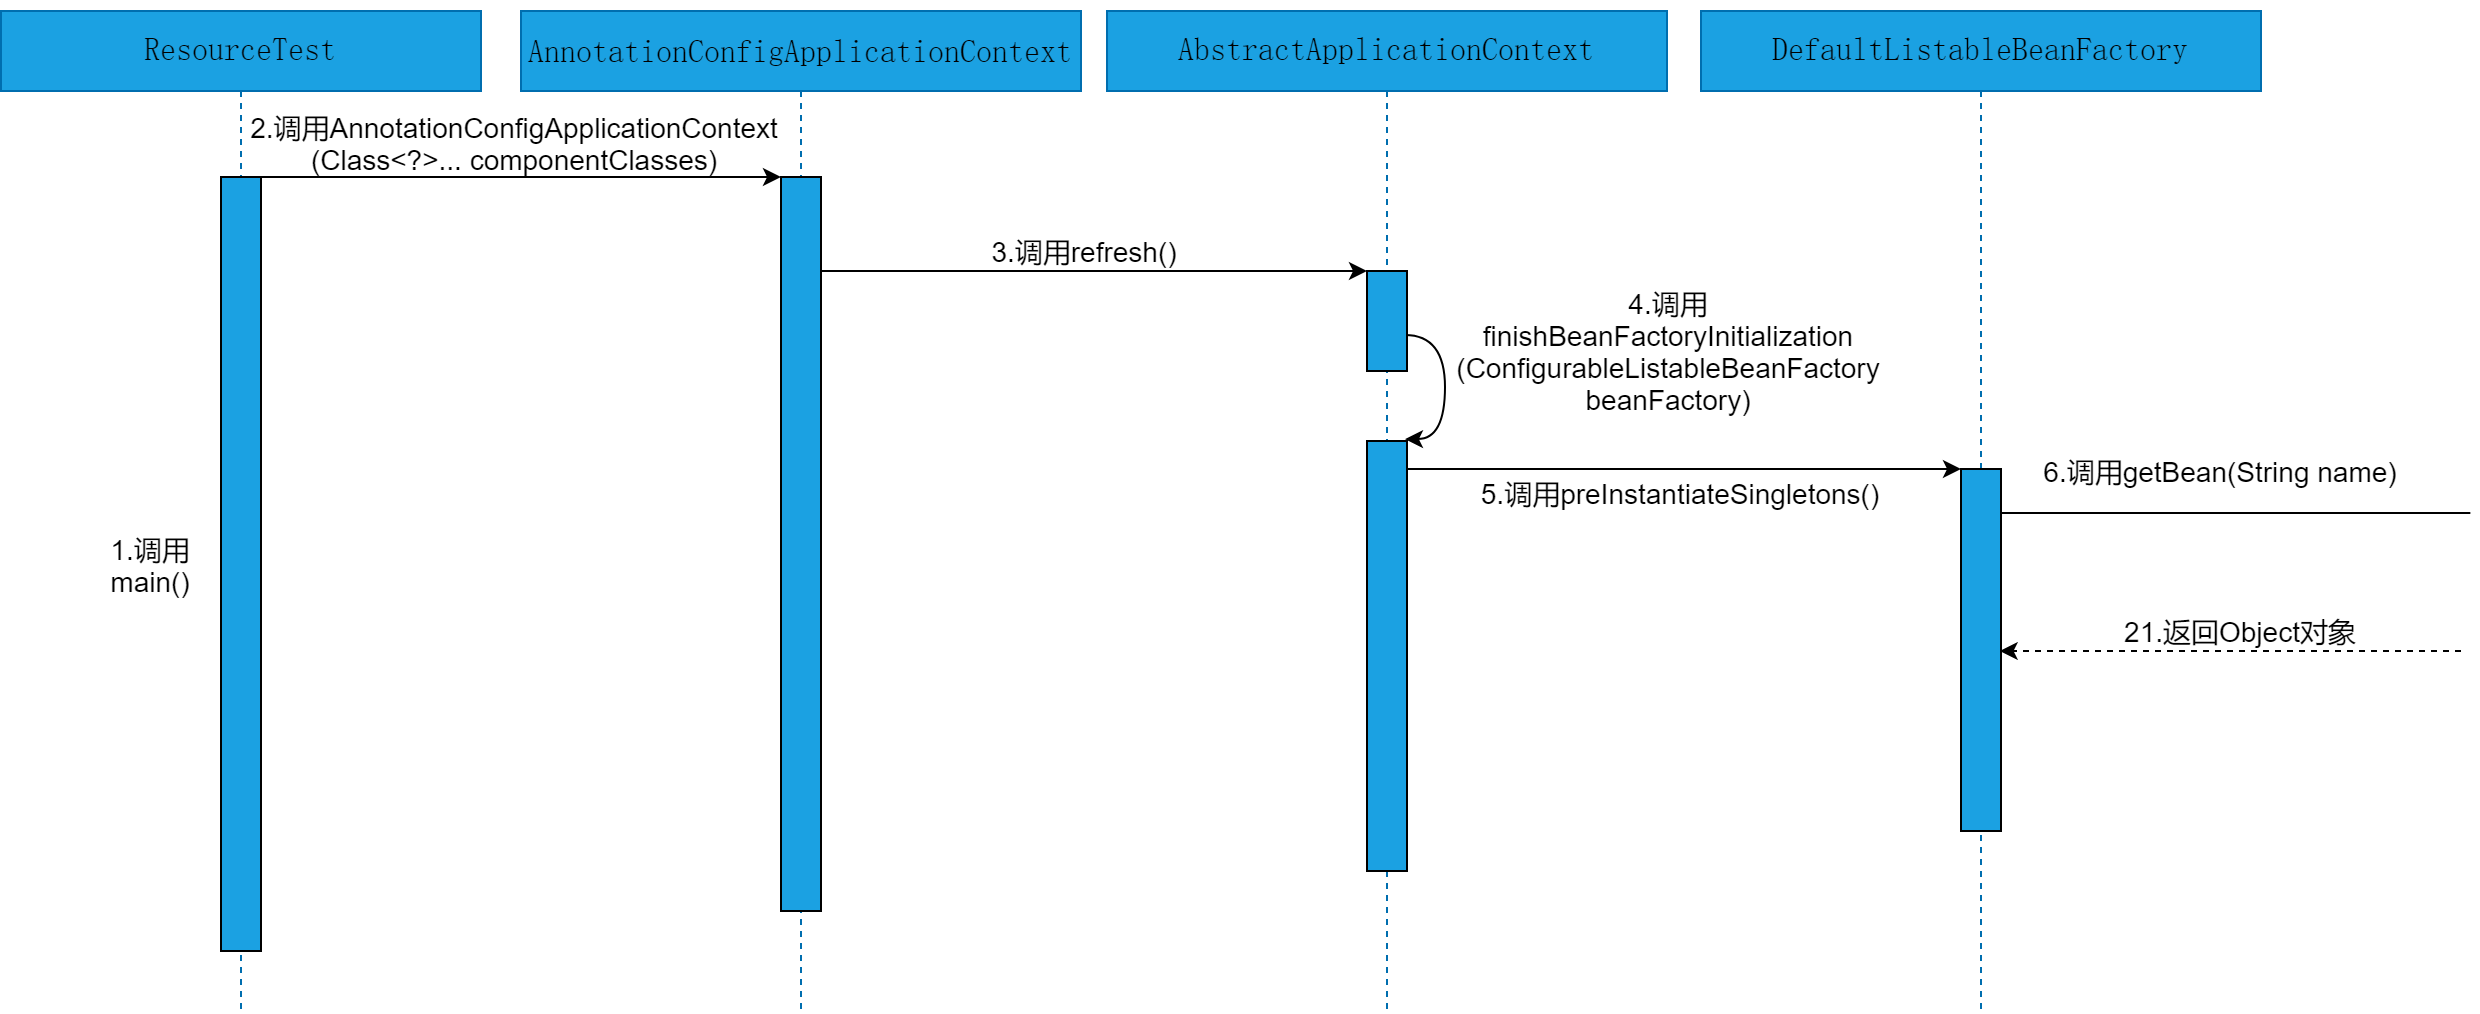 ResourceTest
AnnotationConfigApplicationContext
AbstractApplicationContext
DefaultListableBeanFactory
2.调用AnnotationConfigApplicationContext
(Class<?>... componentClasses)
3.调用refresh()
4.调用
finishBeanFactoryInitialization
(ConfigurableListableBeanFactory
beanFactory)
5.调用preInstantiateSingletons()
6.调用getBean(String name)
1.调用
main()
21.返回Object对象